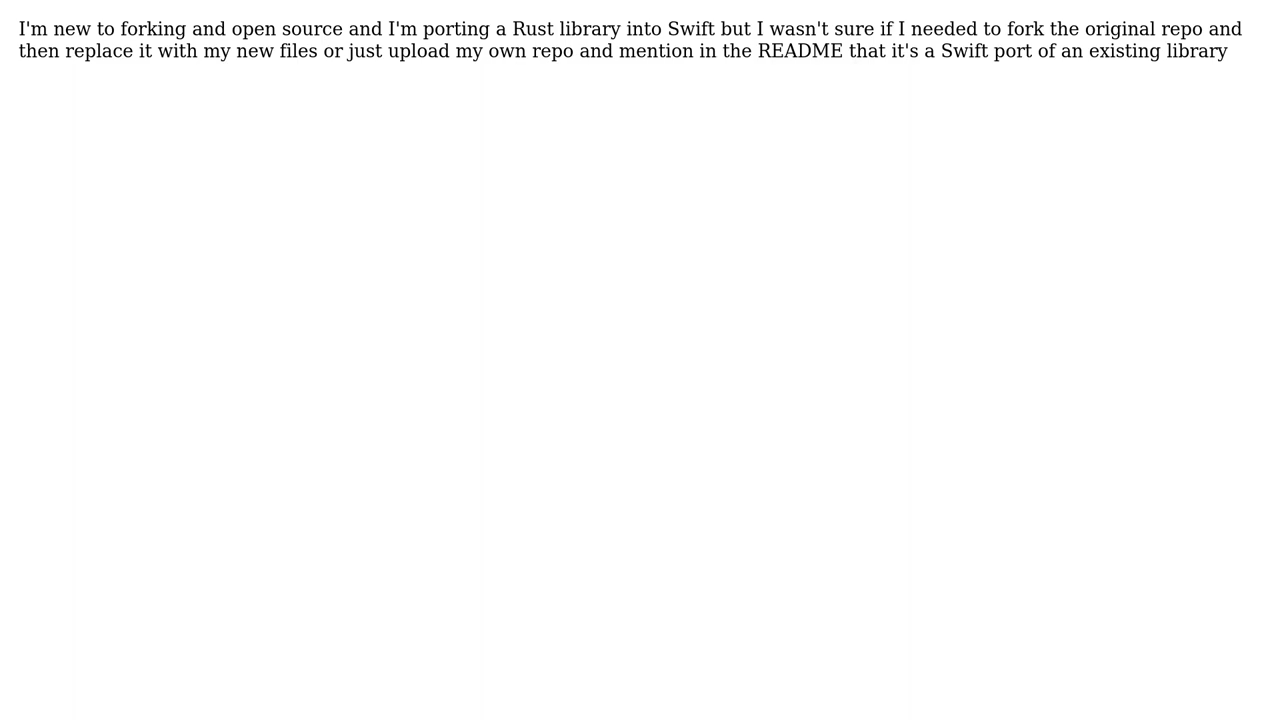 I'm new to forking and open source and I'm porting a Rust library into Swift but I wasn't sure if I needed to fork the original repo and
then replace it with my new files or just upload my own repo and mention in the README that it's a Swift port of an existing library